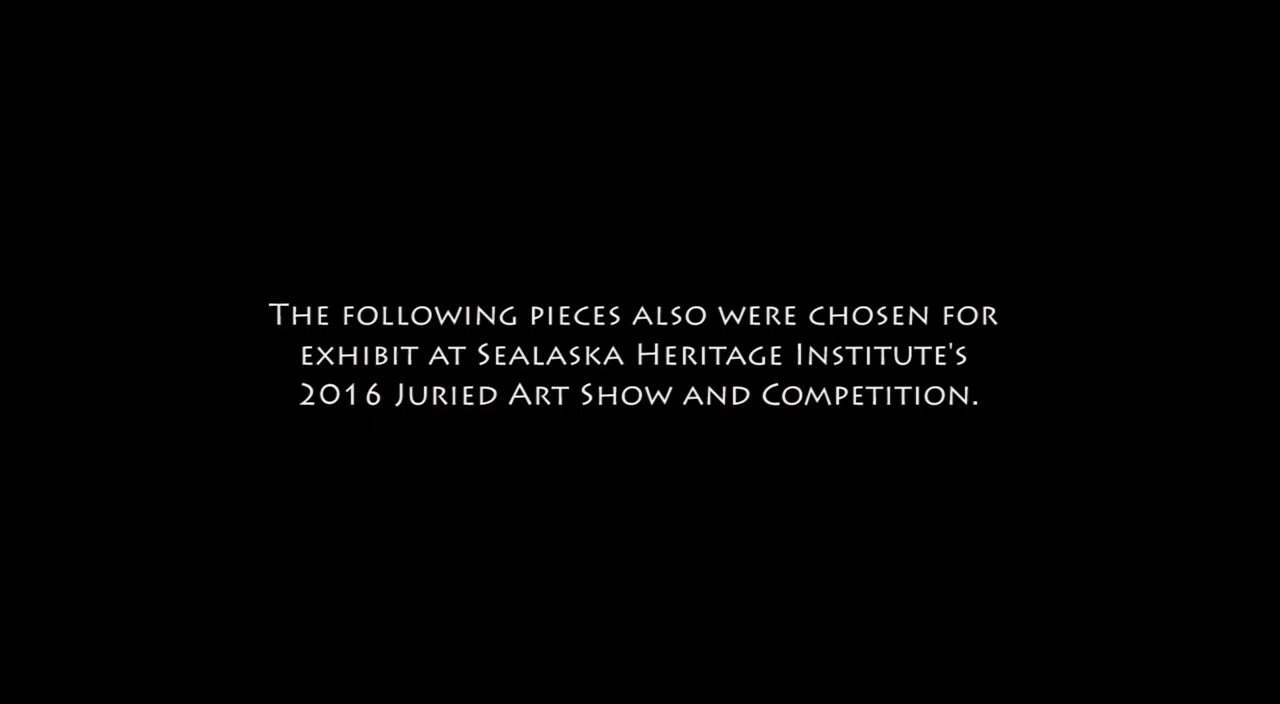 The following pieces also were chosen for
exhibit at Sealaska Heritage Institute's
2016 Juried Art Show and Competition.